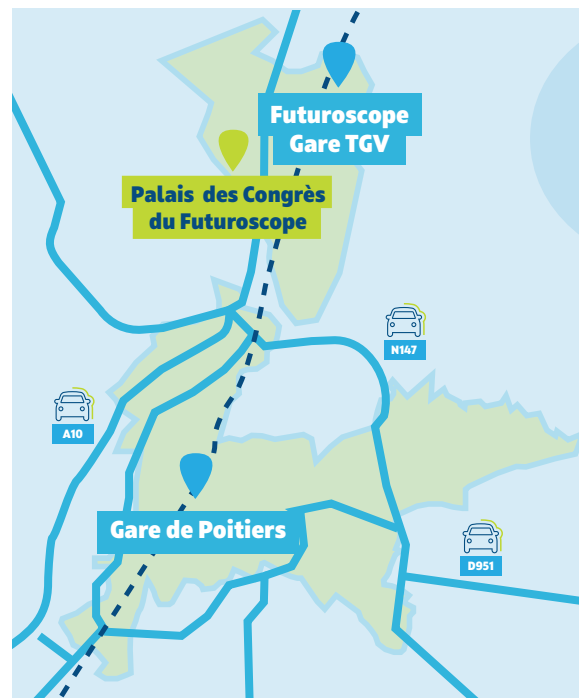 Futuroscope
Gare TGV
Palais des Congrès
du Futuroscope
N147
A10
Gare de Poitiers
D951